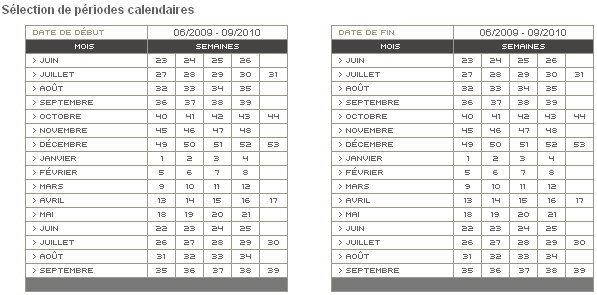 Sélection de périodes calendaires
DATE DE DÉBUT 06/2009 - 09/2010
MOIS SEMAINES
> JUIN 23 24 25 26
> JUILLET 27 28 29 30 31
> AOÛT 32 33 34 35
> SEPTEMBRE 36 37 38 39
> OCTOBRE 40 41 42 43 44
> NOVEMBRE 45 46 47 48
> DÉCEMBRE 49 50 51 52 53
> JANVIER 1 2 3 4
> FÉVRIER 5 6 7 8
> MARS 9 10 11 12
> AVRIL 13 14 15 16 17
> MAI 18 19 20 21
> JUIN 22 23 24 25
> JUILLET 26 27 28 29 30
> AOÛT 31 32 33 34
> SEPTEMBRE 35 36 37 38 39
DATE DE FIN 06/2009 - 09/2010
MOIS SEMAINES
> JUIN 23 24 25 26
> JUILLET 27 28 29 30 31
> AOÛT 32 33 34 35
> SEPTEMBRE 36 37 38 39
> OCTOBRE 40 41 42 43 44
> NOVEMBRE 45 46 47 48
> DÉCEMBRE 49 50 51 52 53
> JANVIER 1 2 3 4
> FÉVRIER 5 6 7 8
> MARS 9 10 11 12
> AVRIL 13 14 15 16 17
> MAI 18 19 20 21
> JUIN 22 23 24 25
> JUILLET 26 27 28 29 30
> AOÛT 31 32 33 34
> SEPTEMBRE 35 36 37 38 39